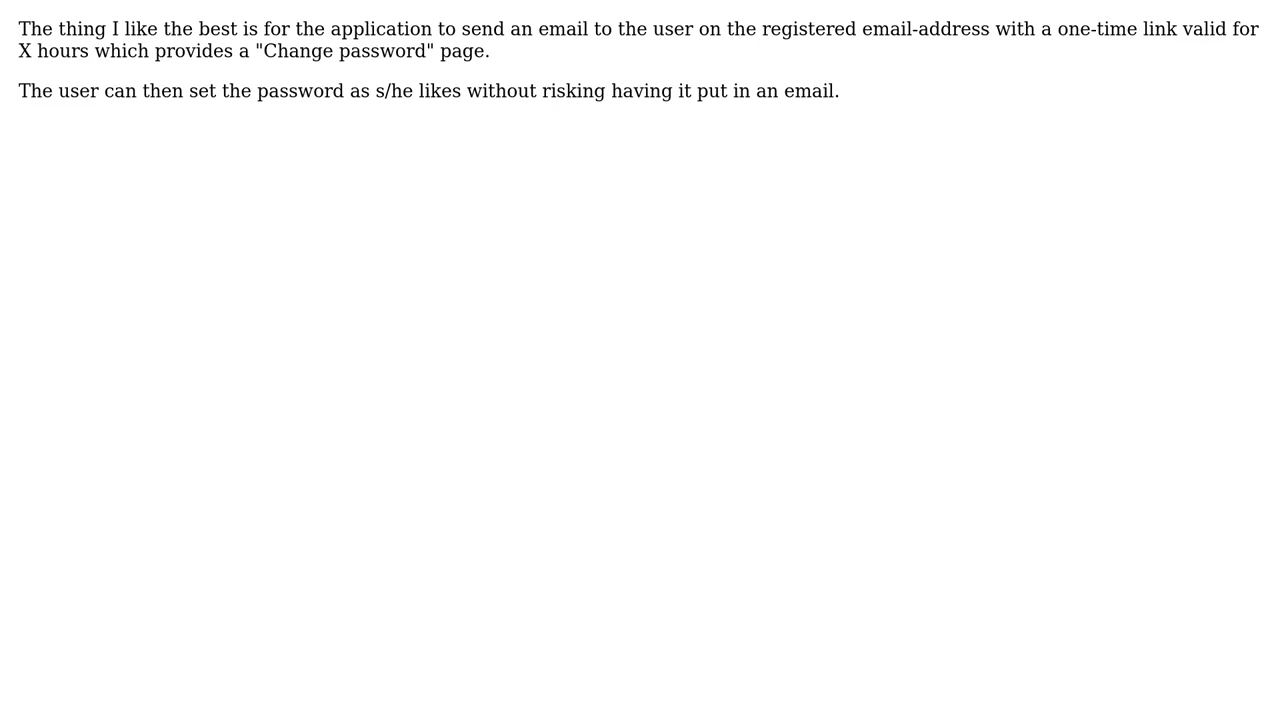 The thing I like the best is for the application to send an email to the user on the registered email-address with a one-time link valid for
X hours which provides a "Change password" page.
The user can then set the password as s/he likes without risking having it put in an email.